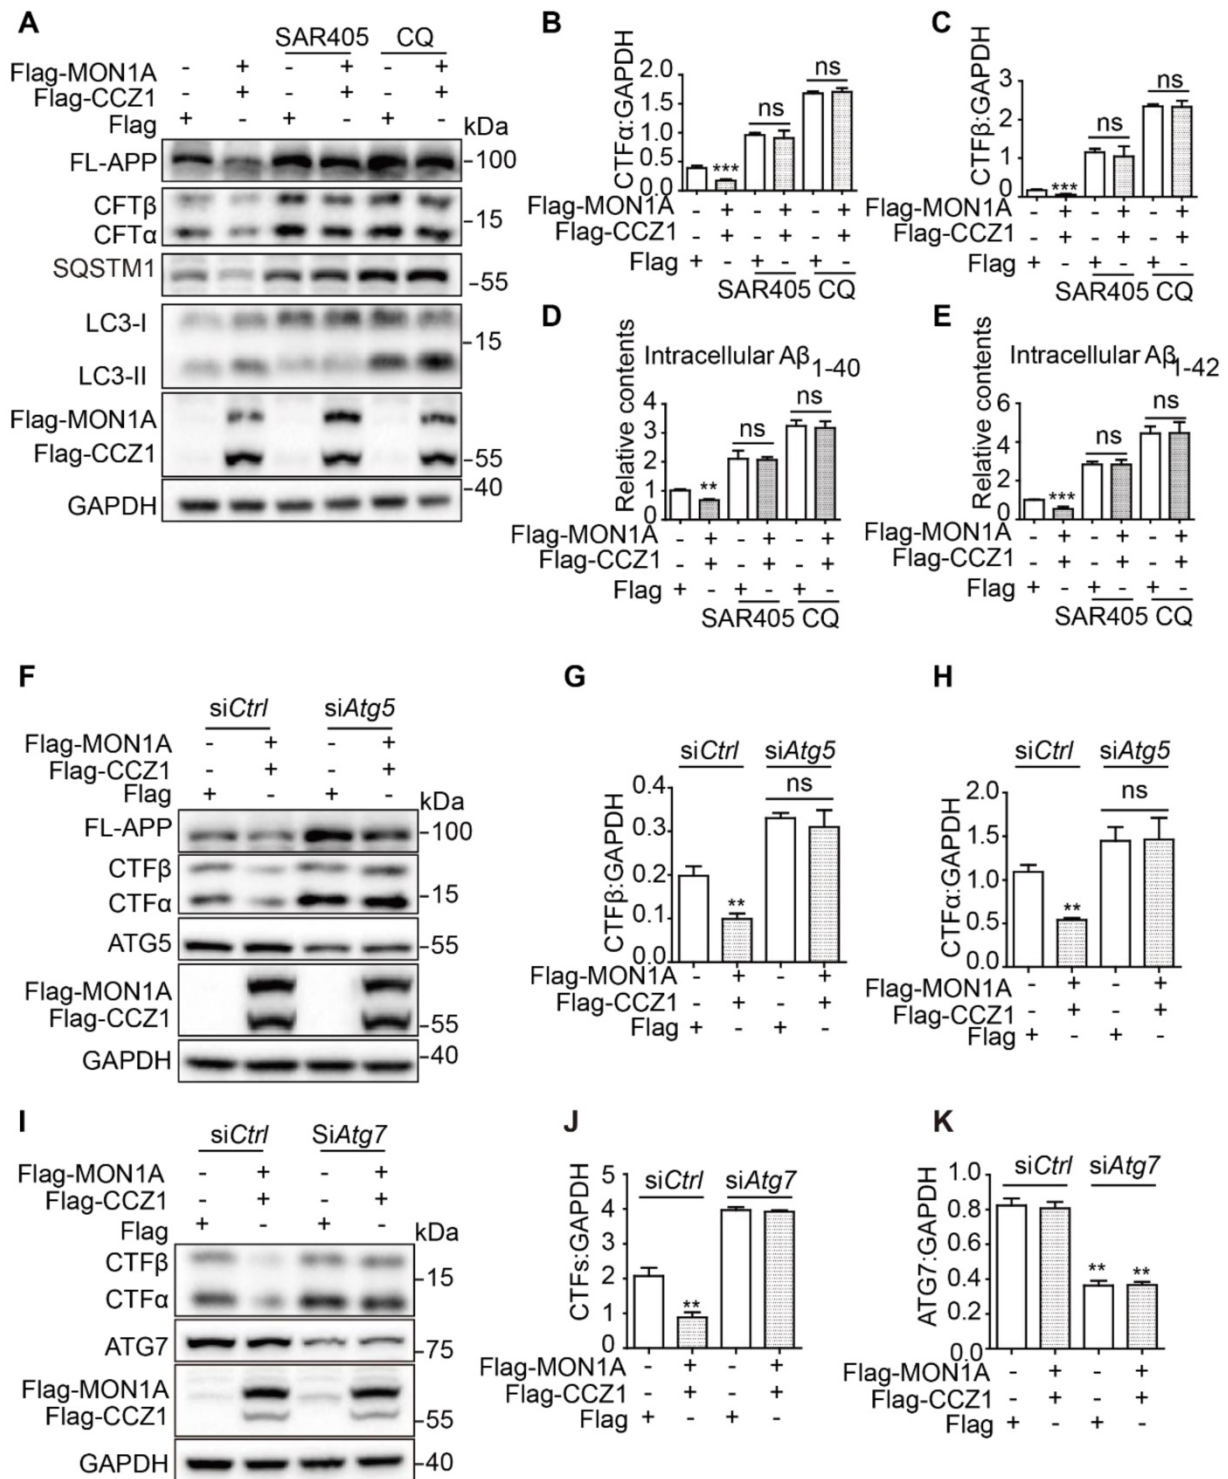 A
SAR405 CQ
Flag-MON1A - + - + - +
Flag-CCZ1 - + - + - +
Flag + - + - + -
kDa
FL-APP -100
CFTβ
CFTα -15
SQSTM1 -55
LC3-I
-15
LC3-II
Flag-MON1A
Flag-CCZ1 -55
-40
GAPDH
B
CTFα:GAPDH
2.0
1.5
1.0
0.5
0.0
*** ns ns
Flag-MON1A - + - + - +
Flag-CCZ1 - + - + - +
Flag + - + - + -
SAR405 CQ
C
CTFβ:GAPDH
3
2
1
0
*** ns ns
Flag-MON1A - + - + - +
Flag-CCZ1 - + - + - +
Flag + - + - + -
SAR405 CQ
D
Relative contents
Intracellular Aβ1-40
4
3
2
1
0
** ns ns
Flag-MON1A - + - + - +
Flag-CCZ1 - + - + - +
Flag + - + - + -
SAR405 CQ
E
Relative contents
Intracellular Aβ1-42
6
4
2
0
*** ns ns
Flag-MON1A - + - + - +
Flag-CCZ1 - + - + - +
Flag + - + - + -
SAR405 CQ
F
siCtrl siAtg5
Flag-MON1A - + - +
Flag-CCZ1 - + - +
Flag + - + -
kDa
FL-APP -100
CTFβ
CTFα -15
ATG5 -55
Flag-MON1A
Flag-CCZ1 -55
GAPDH -40
G
siCtrl siAtg5
CTFβ:GAPDH
0.4
0.3
0.2
0.1
0.0
** ns
Flag-MON1A - + - +
Flag-CCZ1 - + - +
Flag + - + -
H
siCtrl siAtg5
CTFα:GAPDH
2.0
1.5
1.0
0.5
0.0
** ns
Flag-MON1A - + - +
Flag-CCZ1 - + - +
Flag + - + -
I
siCtrl SiAtg7
Flag-MON1A - + - +
Flag-CCZ1 - + - +
Flag + - + -
kDa
CTFβ
-15
CTFα
ATG7 -75
Flag-MON1A
Flag-CCZ1 -55
GAPDH -40
J
siCtrl siAtg7
CTFs:GAPDH
5
4
3
2
1
0
**
Flag-MON1A - + - +
Flag-CCZ1 - + - +
Flag + - + -
K
siCtrl siAtg7
ATG7:GAPDH
1.0
0.8
0.6
0.4
0.2
0.0
** **
Flag-MON1A - + - +
Flag-CCZ1 - + - +
Flag + - + -